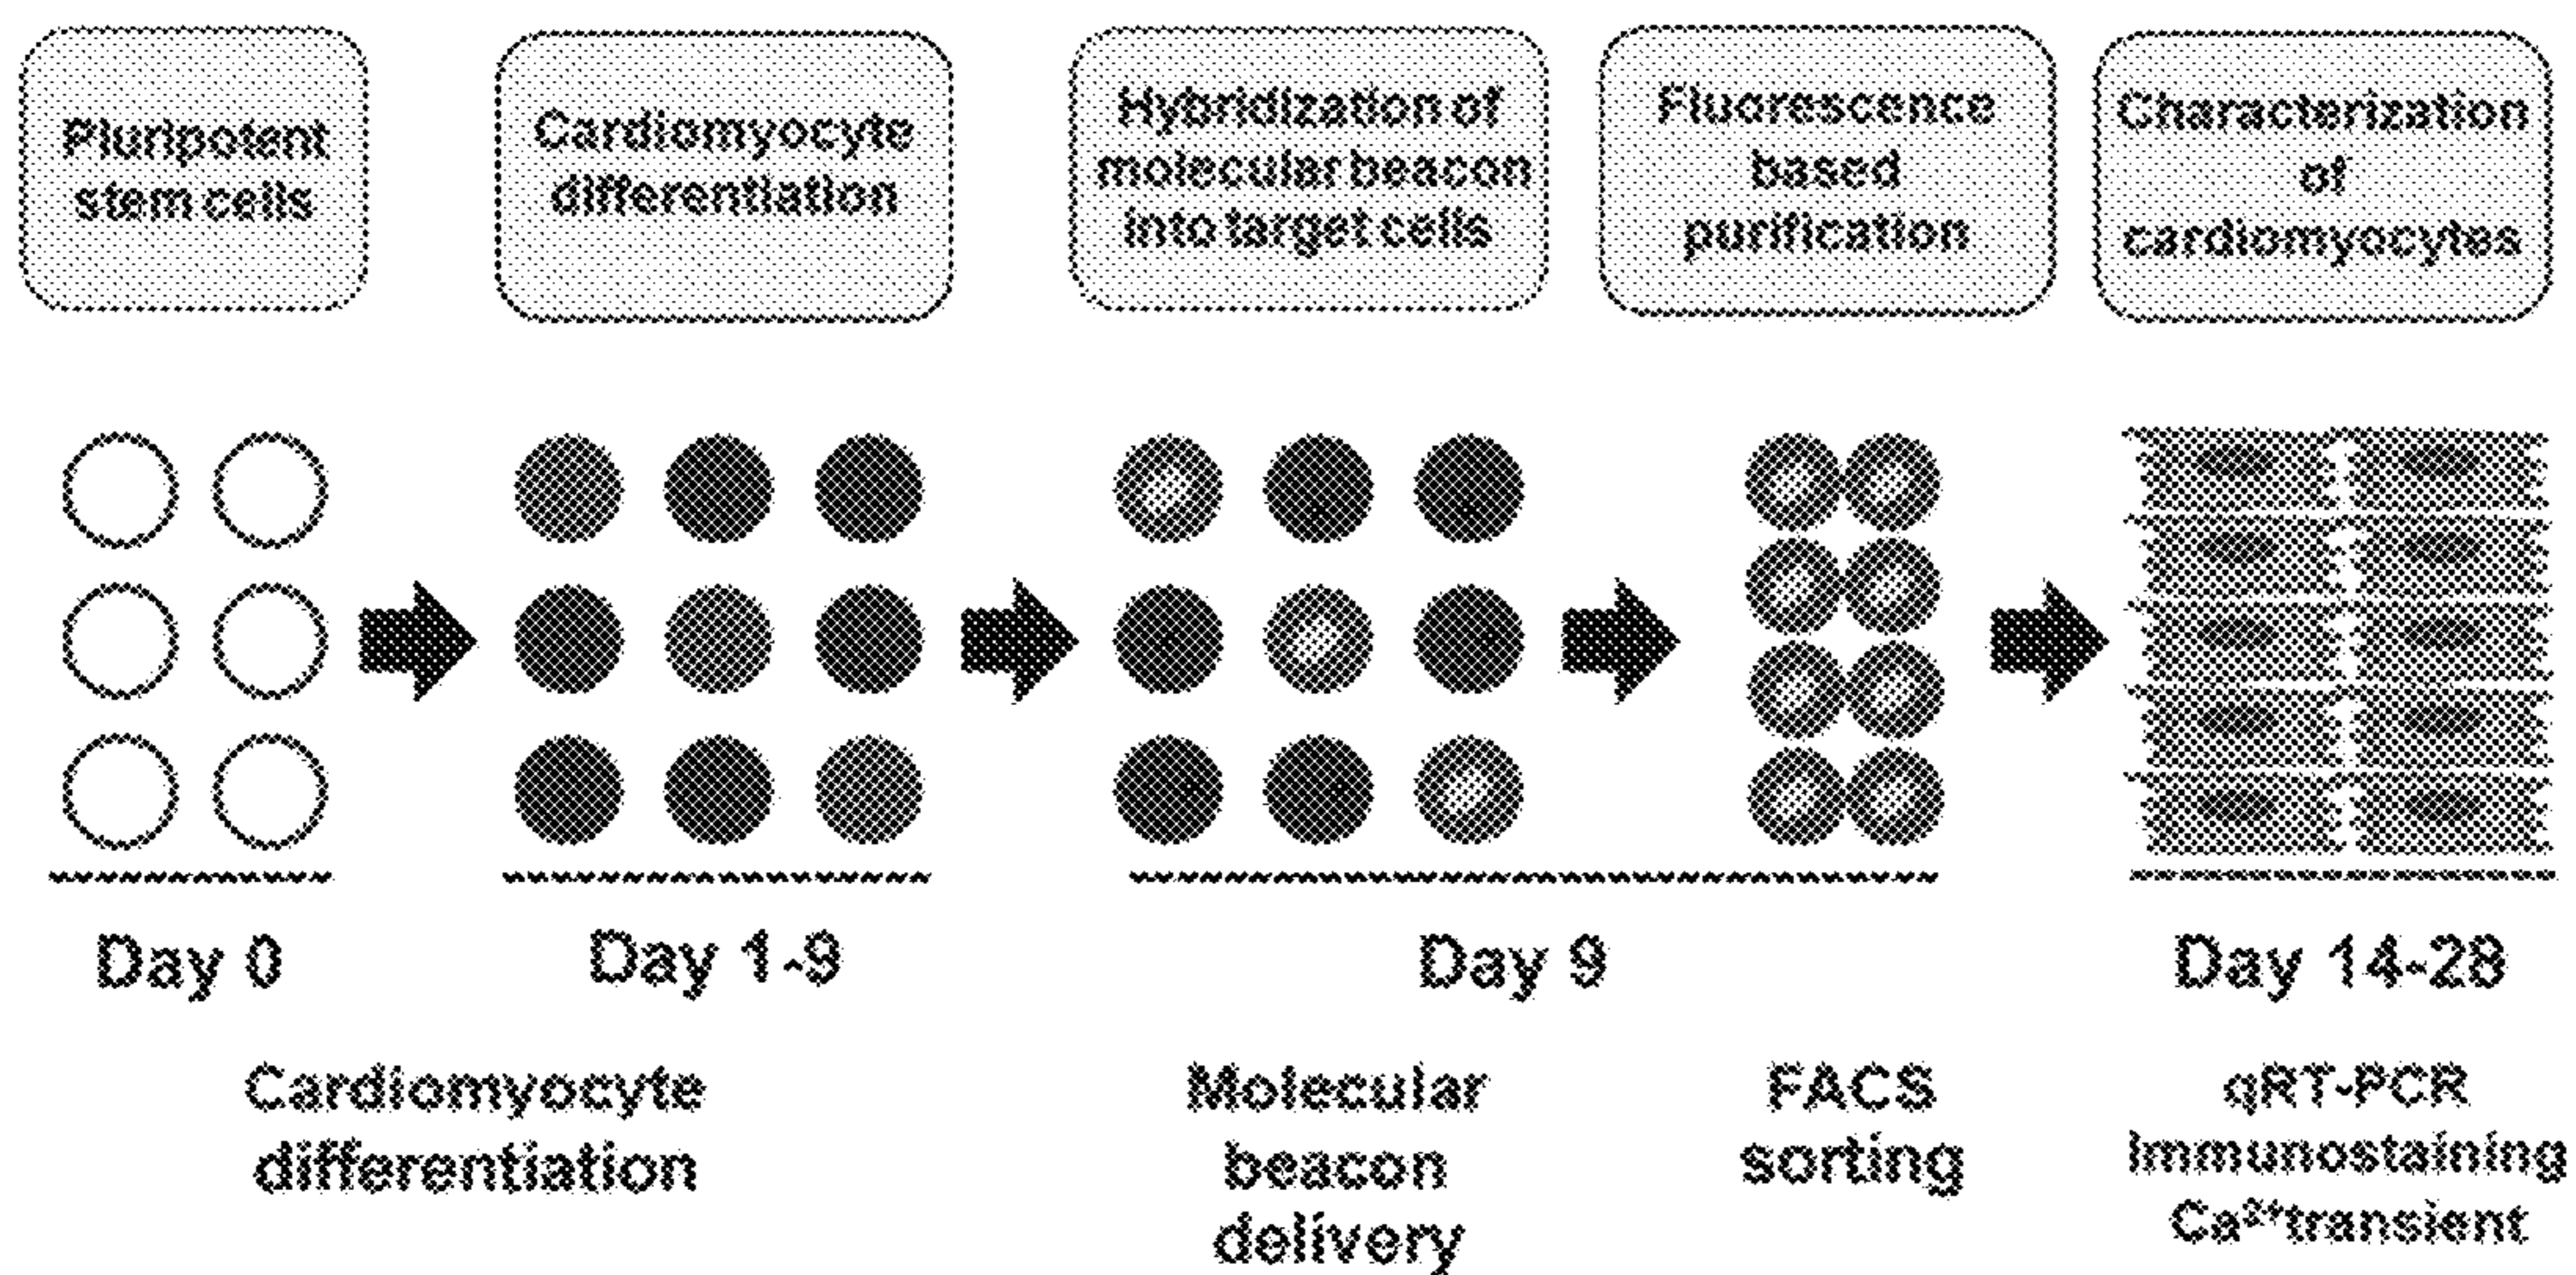 Pluripotent
stem cells
Cardiomyocyte
differentiation
Hybridization of
molecular beacon
into target cells
Fluorescence
based
purification
Characterization
of
cardiomyocytes
Day 0
Day 1-9
Day 9
Day 14-28
Cardiomyocyte
differentiation
Molecular
beacon
delivery
FACS
sorting
qRT-PCR
Immunostaining
Ca²⁺transient